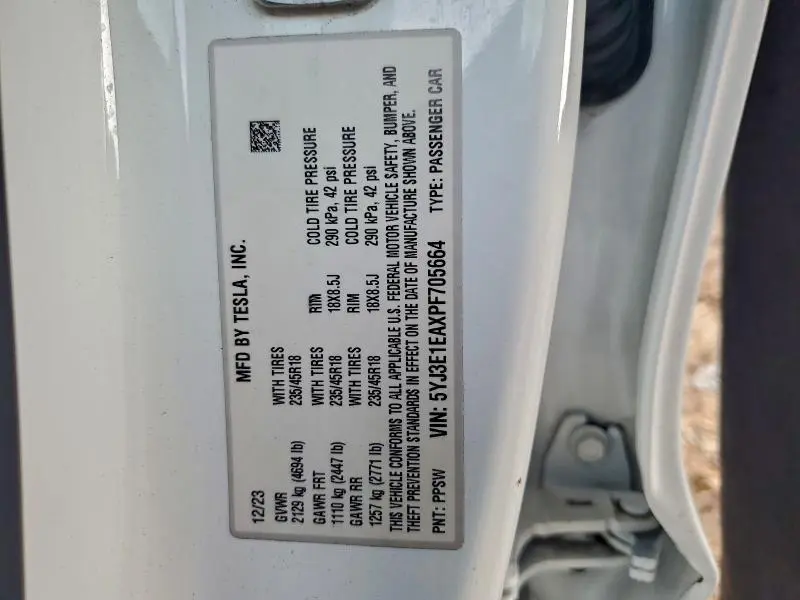 MFD BY TESLA, INC.
12/23
GVWR WITH TIRES
2129 kg (4694 lb) 235/45R18
GAWR FRT WITH TIRES RIM COLD TIRE PRESSURE
1110 kg (2447 lb) 235/45R18 18X8.5J 290 kPa, 42 psi
GAWR RR WITH TIRES RIM COLD TIRE PRESSURE
1257 kg (2771 lb) 235/45R18 18X8.5J 290 kPa, 42 psi
THIS VEHICLE CONFORMS TO ALL APPLICABLE U.S. FEDERAL MOTOR VEHICLE SAFETY, BUMPER, AND
THEFT PREVENTION STANDARDS IN EFFECT ON THE DATE OF MANUFACTURE SHOWN ABOVE.
PNT: PPSW VIN: 5YJ3E1EAXPF705664 TYPE: PASSENGER CAR